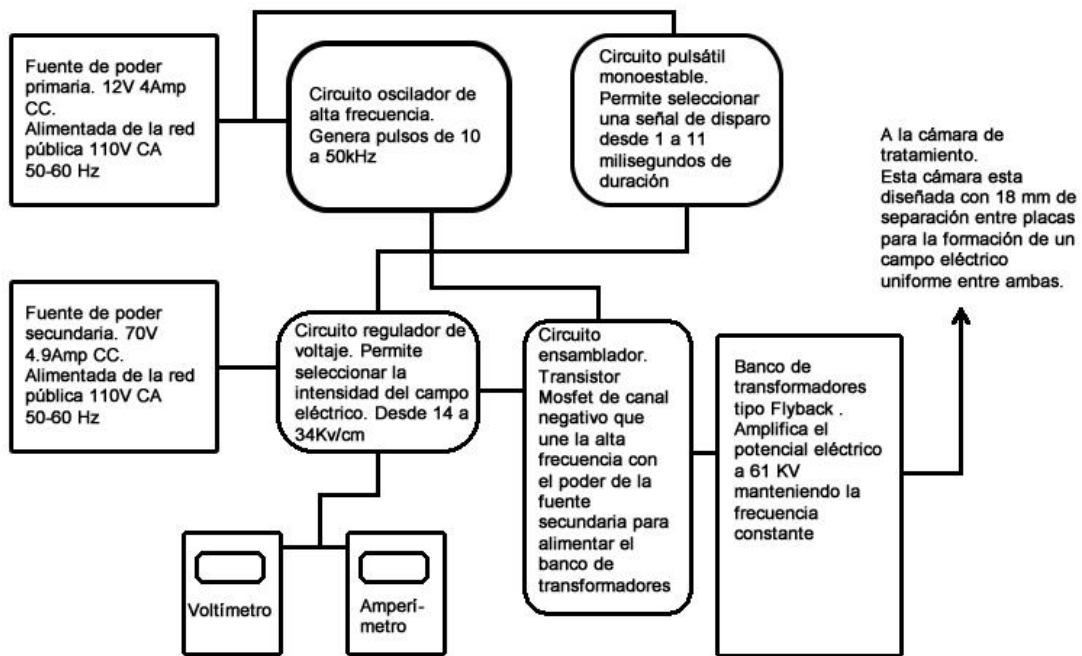 Fuente de poder
primaria. 12V 4Amp
CC.
Alimentada de la red
pública 110V CA
50-60 Hz
Circuito oscilador de
alta frecuencia.
Genera pulsos de 10
a 50kHz
Circuito pulsátil
monoestable.
Permite seleccionar
una señal de disparo
desde 1 a 11
milisegundos de
duración
A la cámara de
tratamiento.
Esta cámara esta
diseñada con 18 mm de
separación entre placas
para la formación de un
campo eléctrico
uniforme entre ambas.
Fuente de poder
secundaria. 70V
4.9Amp CC.
Alimentada de la red
pública 110V CA
50-60 Hz
Circuito regulador de
voltaje. Permite
seleccionar la
intensidad del campo
eléctrico. Desde 14 a
34Kv/cm
Circuito
ensamblador.
Transistor
Mosfet de canal
negativo que
une la alta
frecuencia con
el poder de la
fuente
secundaria para
alimentar el
banco de
transformadores
Banco de
transformadores
tipo Flyback .
Amplifica el
potencial eléctrico
a 61 KV
manteniendo la
frecuencia
constante
Voltímetro
Amperí-
metro